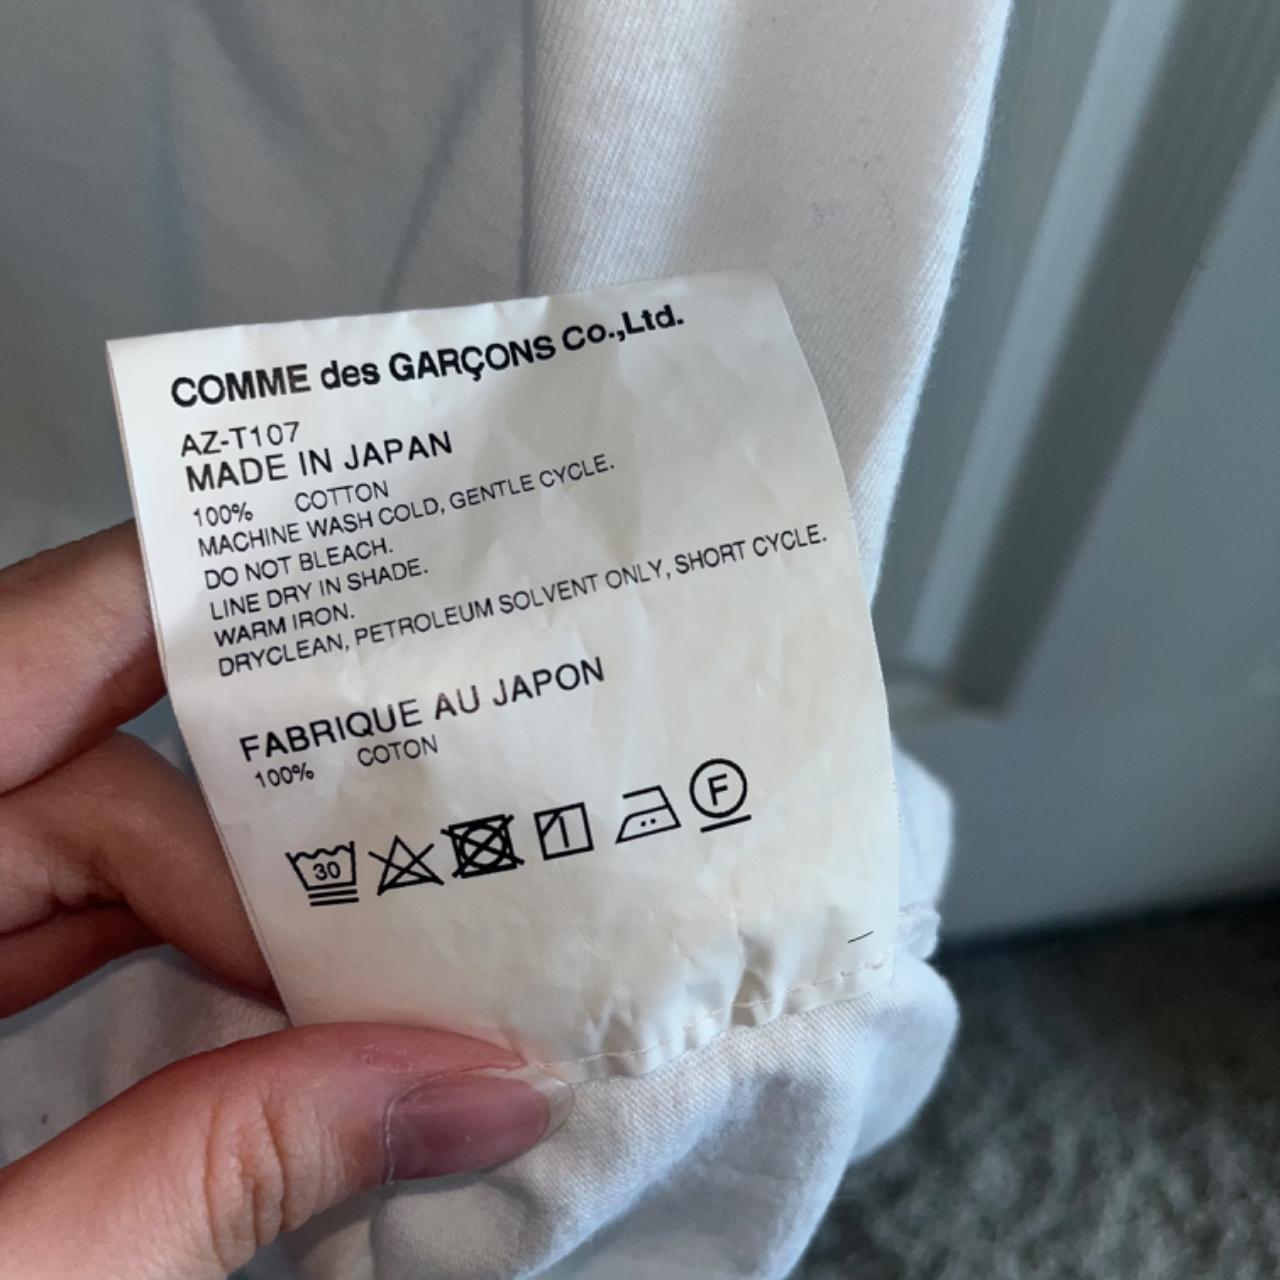 COMME des GARÇONS Co.,Ltd.
AZ-T107
MADE IN JAPAN
100% COTTON
MACHINE WASH COLD, GENTLE CYCLE.
DO NOT BLEACH.
LINE DRY IN SHADE.
WARM IRON.
DRYCLEAN, PETROLEUM SOLVENT ONLY, SHORT CYCLE.
FABRIQUE AU JAPON
100% COTON
30 F